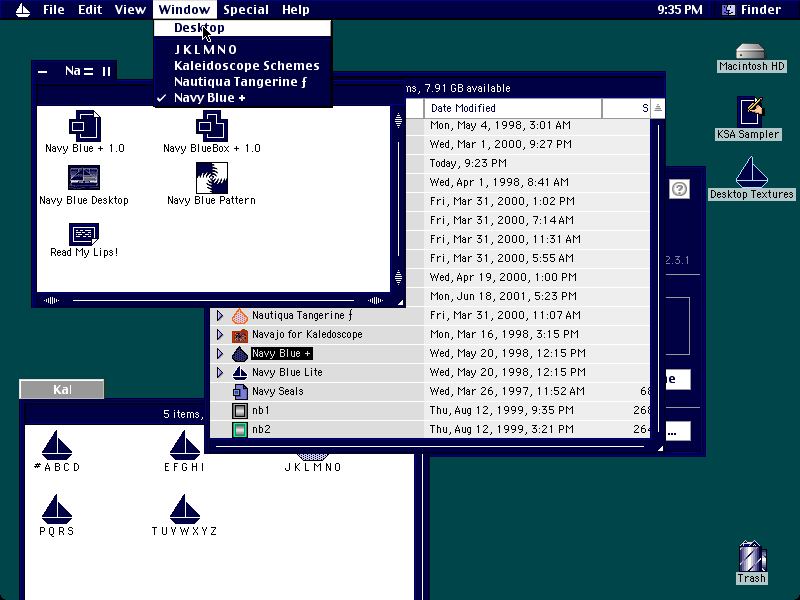 File Edit View Window Special Help 9:35 PM Finder
Desktop
J K L M N O
Kaleidoscope Schemes
Nautiqua Tangerine ƒ
✓ Navy Blue +
Na
ms, 7.91 GB available
Date Modified S
Navy Blue + 1.0 Navy BlueBox + 1.0
Navy Blue Desktop Navy Blue Pattern
Read My Lips!
Mon, May 4, 1998, 3:01 AM
Wed, Mar 1, 2000, 9:27 PM
Today, 9:23 PM
Wed, Apr 1, 1998, 8:41 AM
Fri, Mar 31, 2000, 1:02 PM
Fri, Mar 31, 2000, 7:14 AM
Fri, Mar 31, 2000, 11:31 AM
Fri, Mar 31, 2000, 5:55 AM
Wed, Apr 19, 2000, 1:00 PM
Mon, Jun 18, 2001, 5:23 PM
Nautiqua Tangerine ƒ Fri, Mar 31, 2000, 11:07 AM
Navajo for Kaledoscope Mon, Mar 16, 1998, 3:15 PM
Navy Blue + Wed, May 20, 1998, 12:15 PM
Navy Blue Lite Wed, May 20, 1998, 12:15 PM
Navy Seals Wed, Mar 26, 1997, 11:52 AM 68
nb1 Thu, Aug 12, 1999, 9:35 PM 268
nb2 Thu, Aug 12, 1999, 3:21 PM 264
?
2.3.1
e
...
Kal
5 items,
#ABCD EFGHI JKLMNO
PQRS TUVWXYZ
Macintosh HD
KSA Sampler
Desktop Textures
Trash